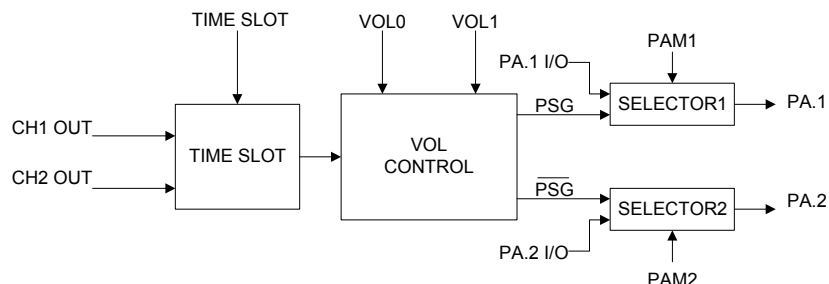 TIME SLOT
VOL0
VOL1
PAM1
PA.1 I/O
CH1 OUT
CH2 OUT
TIME SLOT
VOL
CONTROL
PSG
SELECTOR1
PA.1
P̅S̅G̅
SELECTOR2
PA.2
PA.2 I/O
PAM2